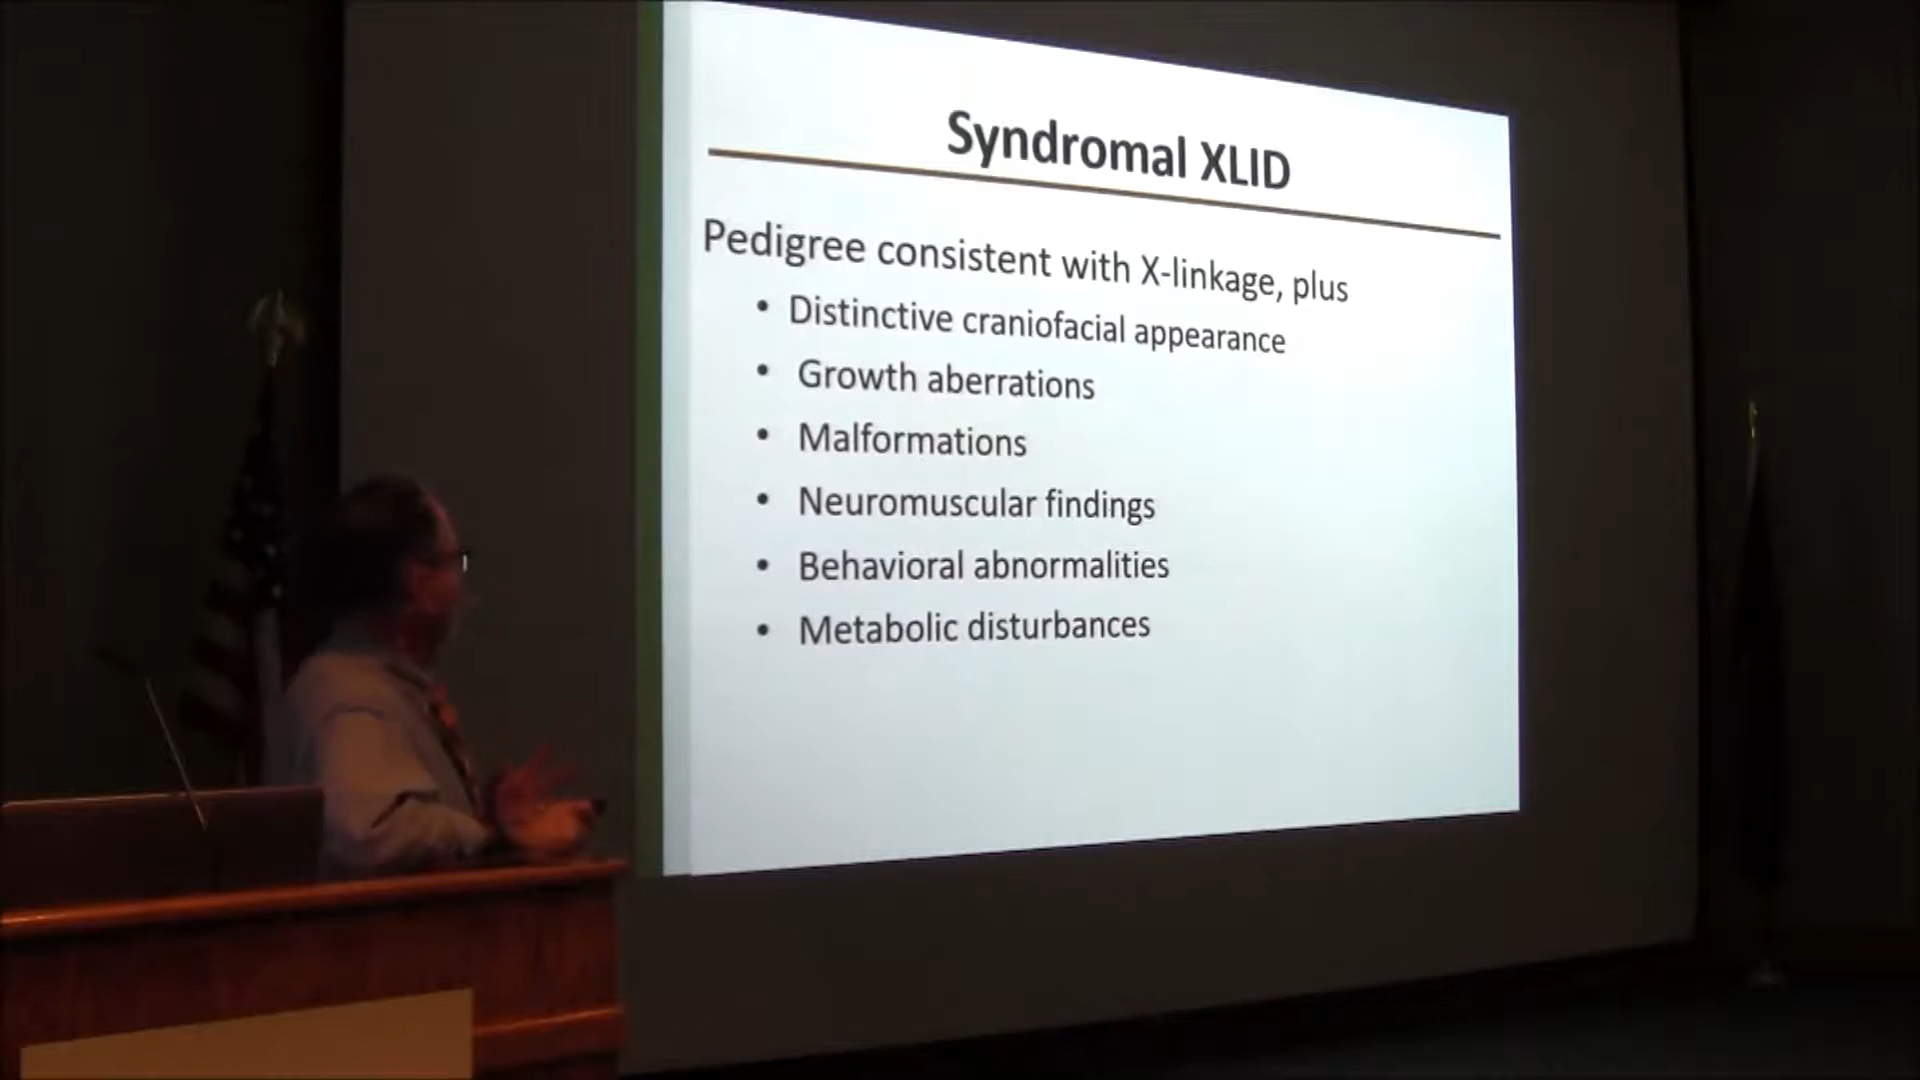 Syndromal XLID
Pedigree consistent with X-linkage, plus
• Distinctive craniofacial appearance
• Growth aberrations
• Malformations
• Neuromuscular findings
• Behavioral abnormalities
• Metabolic disturbances